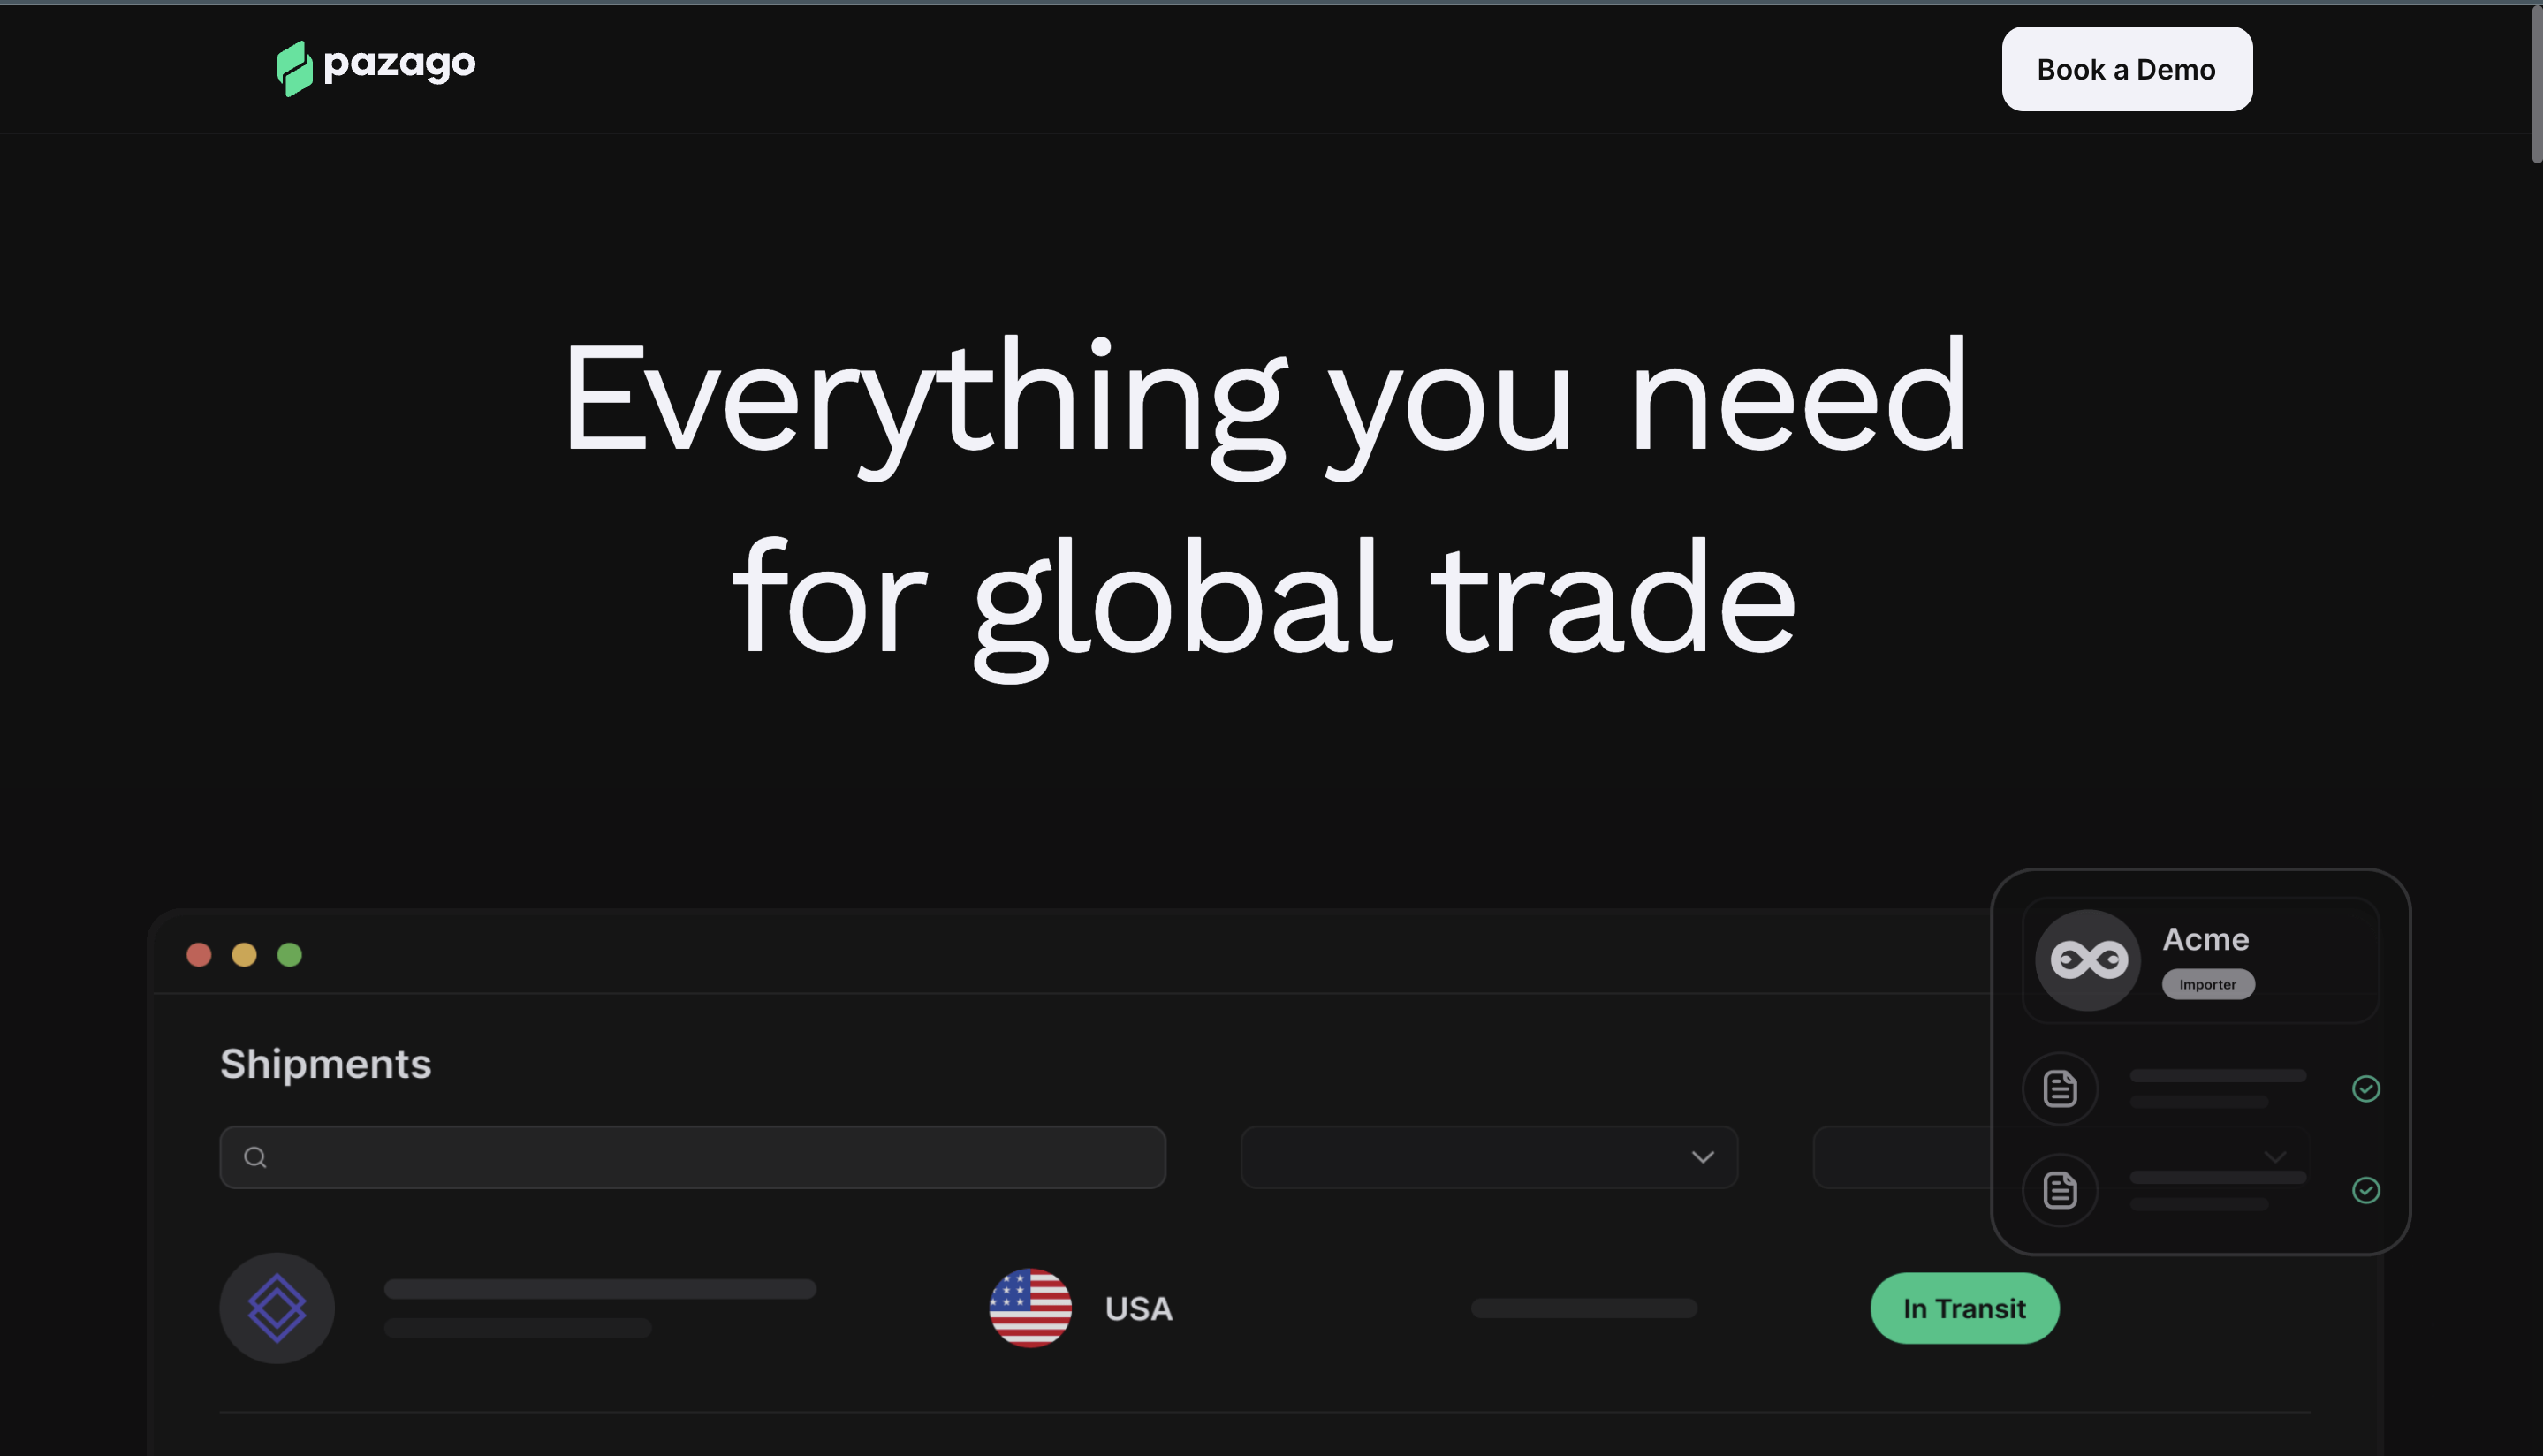 pazago
Book a Demo
Everything you need
for global trade
Acme
Importer
Shipments
USA
In Transit